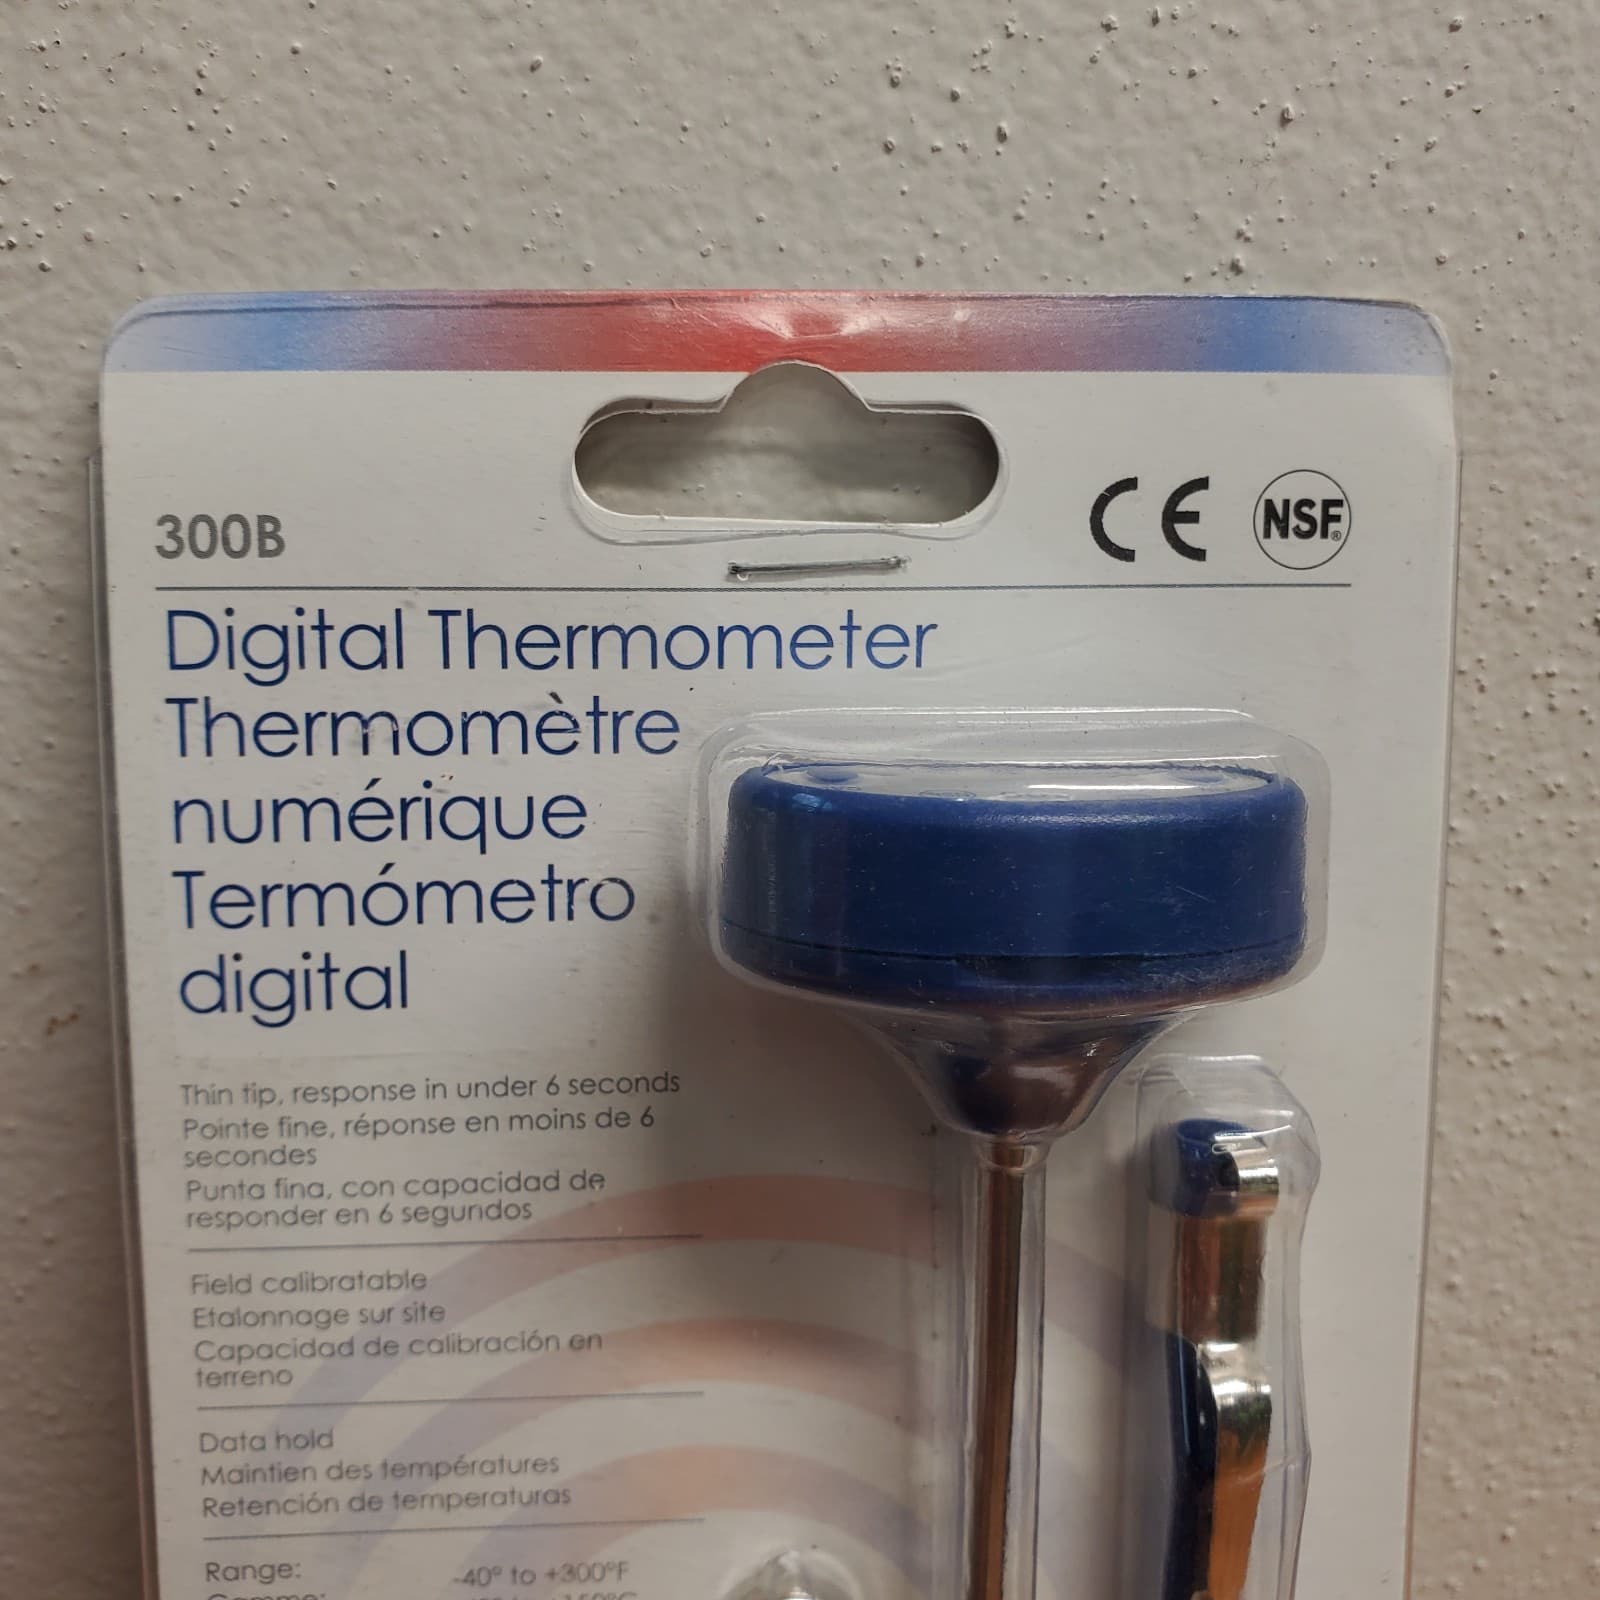 300B
CE NSF®
Digital Thermometer
Thermomètre
numérique
Termómetro
digital
Thin tip, response in under 6 seconds
Pointe fine, réponse en moins de 6
secondes
Punta fina, con capacidad de
responder en 6 segundos
Field calibratable
Etalonnage sur site
Capacidad de calibración en
terreno
Data hold
Maintien des températures
Retención de temperaturas
Range: -40° to +300°F